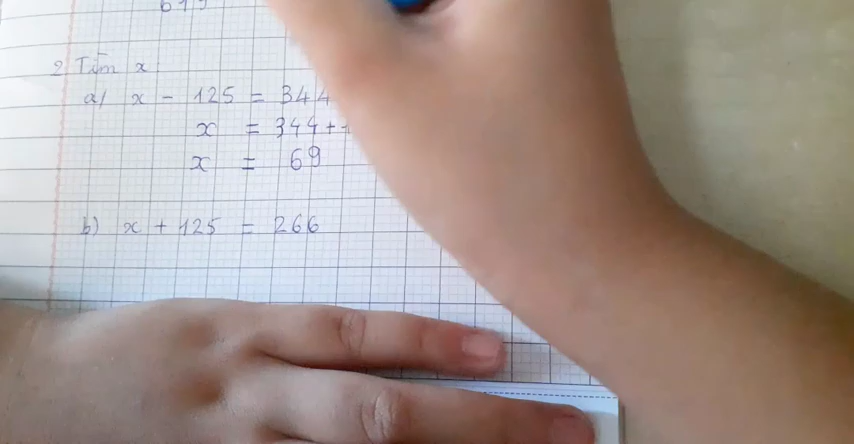 2 Tìm x
a/ x - 125 = 344
x = 344 +
x = 69
b) x + 125 = 266